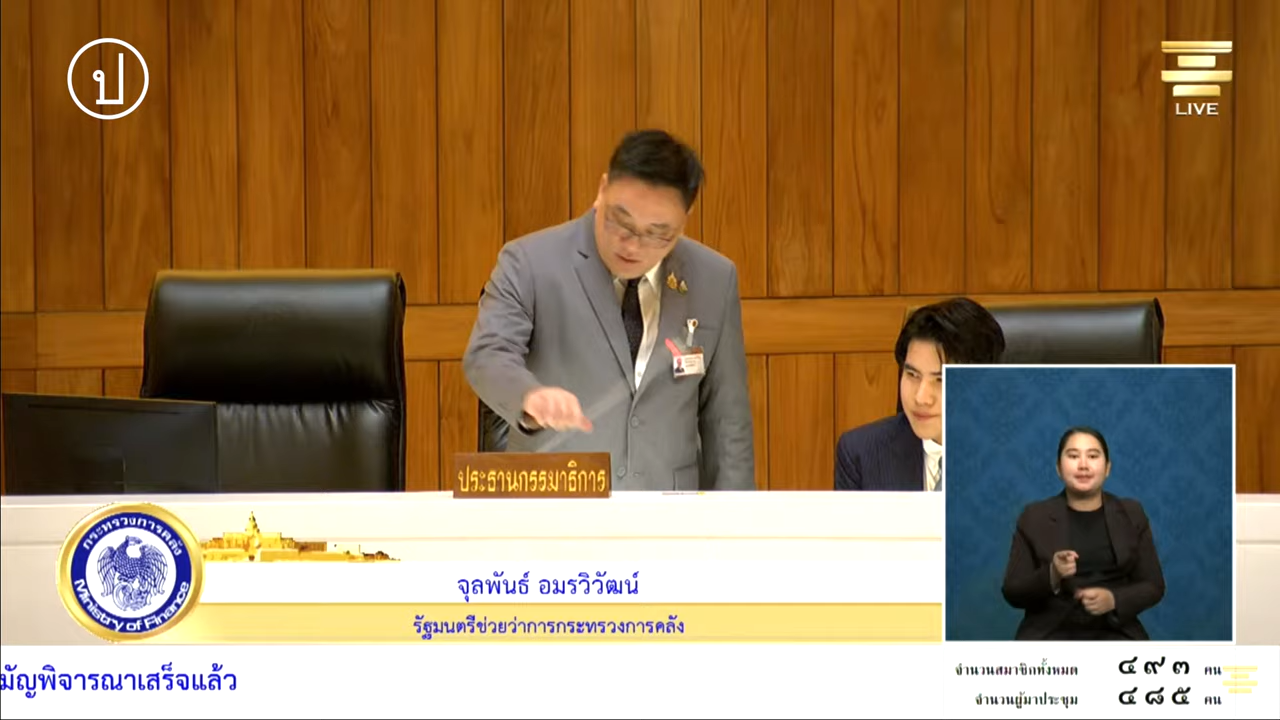 ป
LIVE
ประธานกรรมาธิการ
กระทรวงการคลัง
Ministry of Finance
จุลพันธ์ อมรวิวัฒน์
รัฐมนตรีช่วยว่าการกระทรวงการคลัง
มัญพิจารณาเสร็จแล้ว
จำนวนสมาชิกทั้งหมด ๔๙๓ คน
จำนวนผู้มาประชุม ๔๘๕ คน